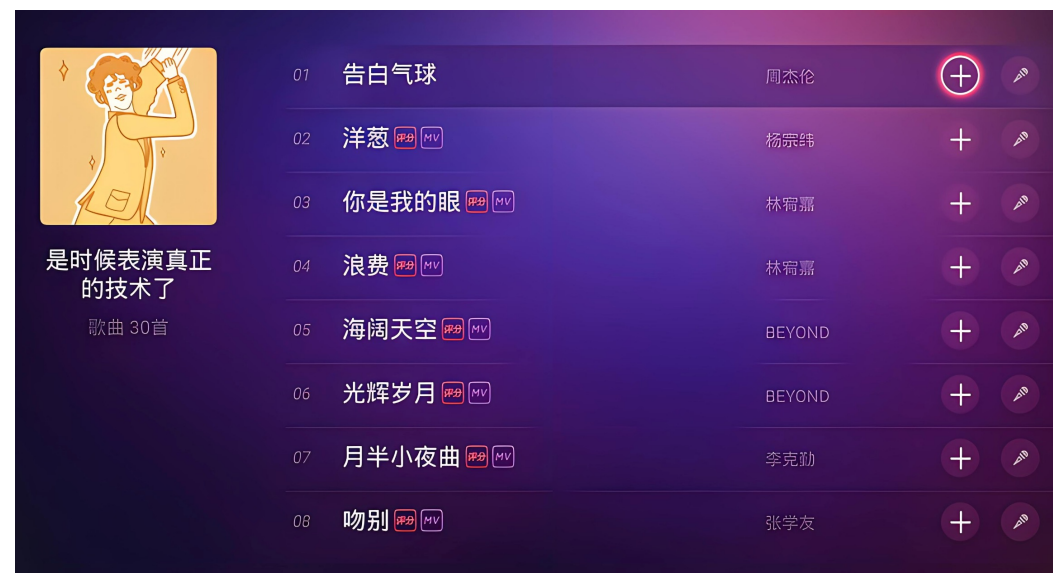 是时候表演真正
的技术了
歌曲 30首
01 告白气球 周杰伦
02 洋葱 评分 MV 杨宗纬
03 你是我的眼 评分 MV 林宥嘉
04 浪费 评分 MV 林宥嘉
05 海阔天空 评分 MV BEYOND
06 光辉岁月 评分 MV BEYOND
07 月半小夜曲 评分 MV 李克勤
08 吻别 评分 MV 张学友